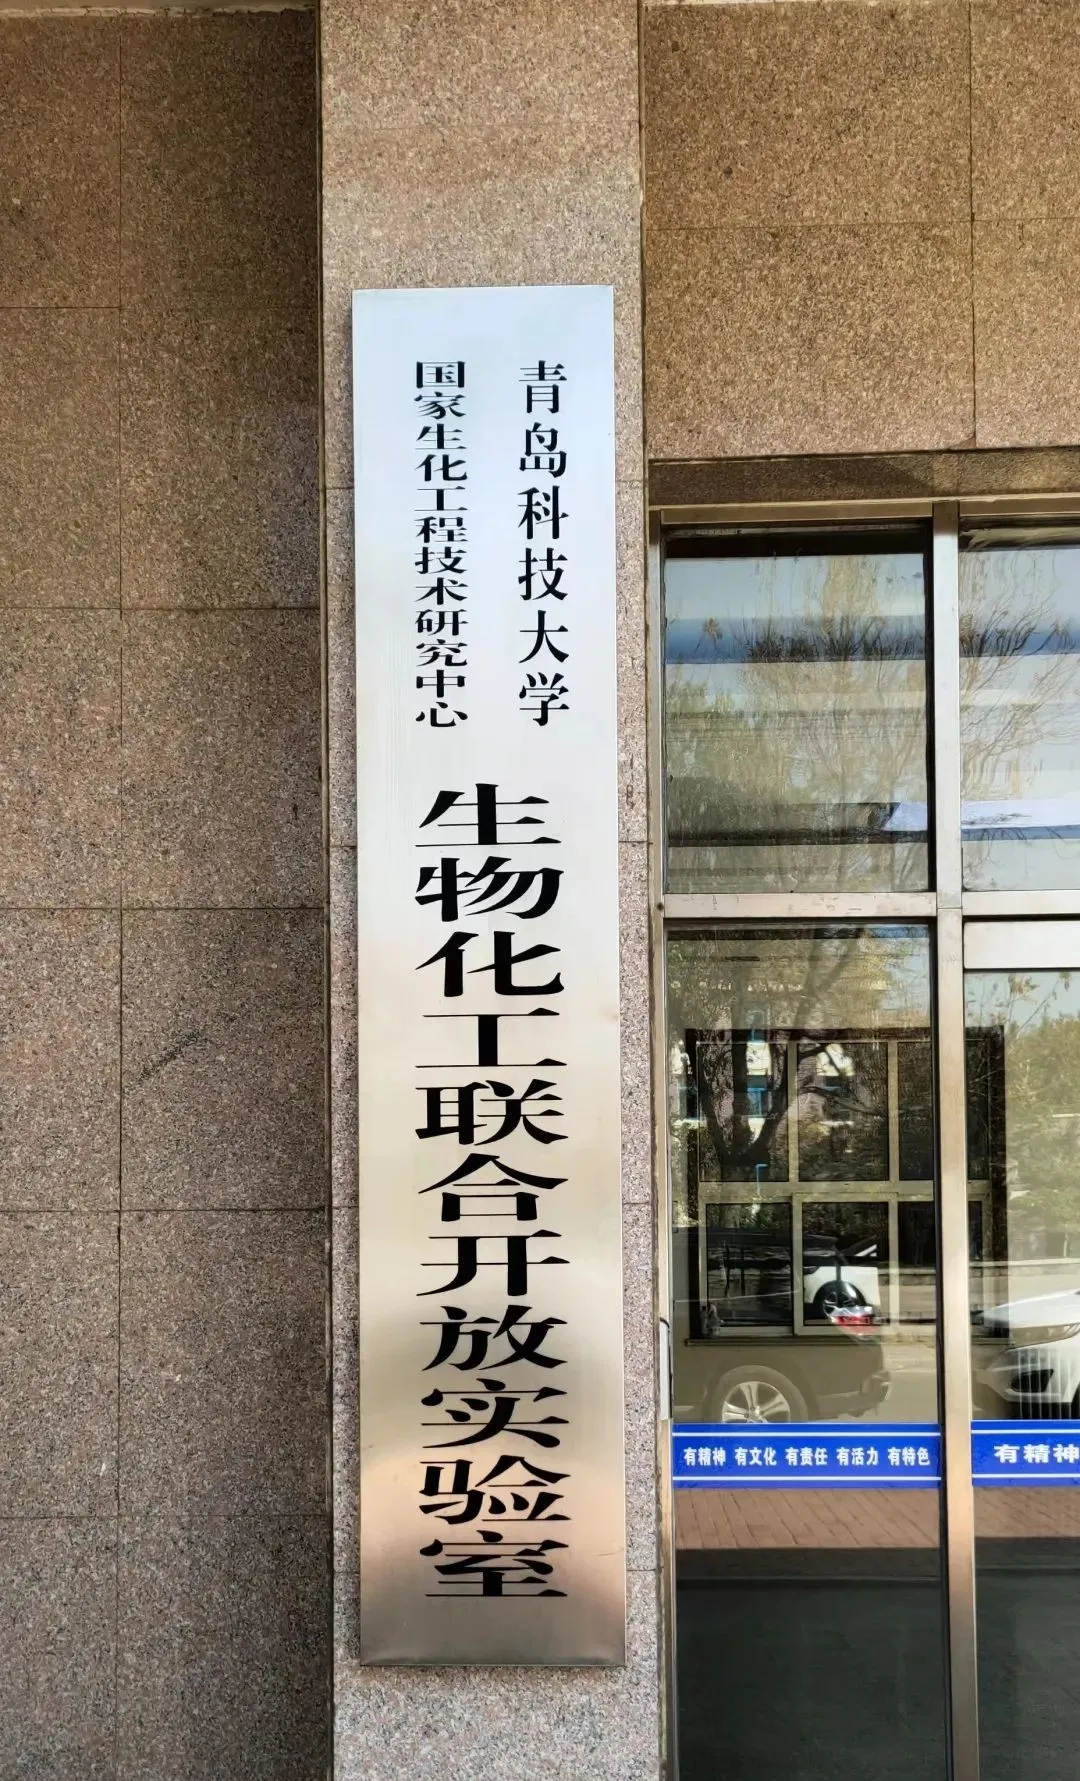 青岛科技大学
国家生化工程技术研究中心
生物化工联合开放实验室
有精神 有文化 有责任 有活力 有特色
有精神